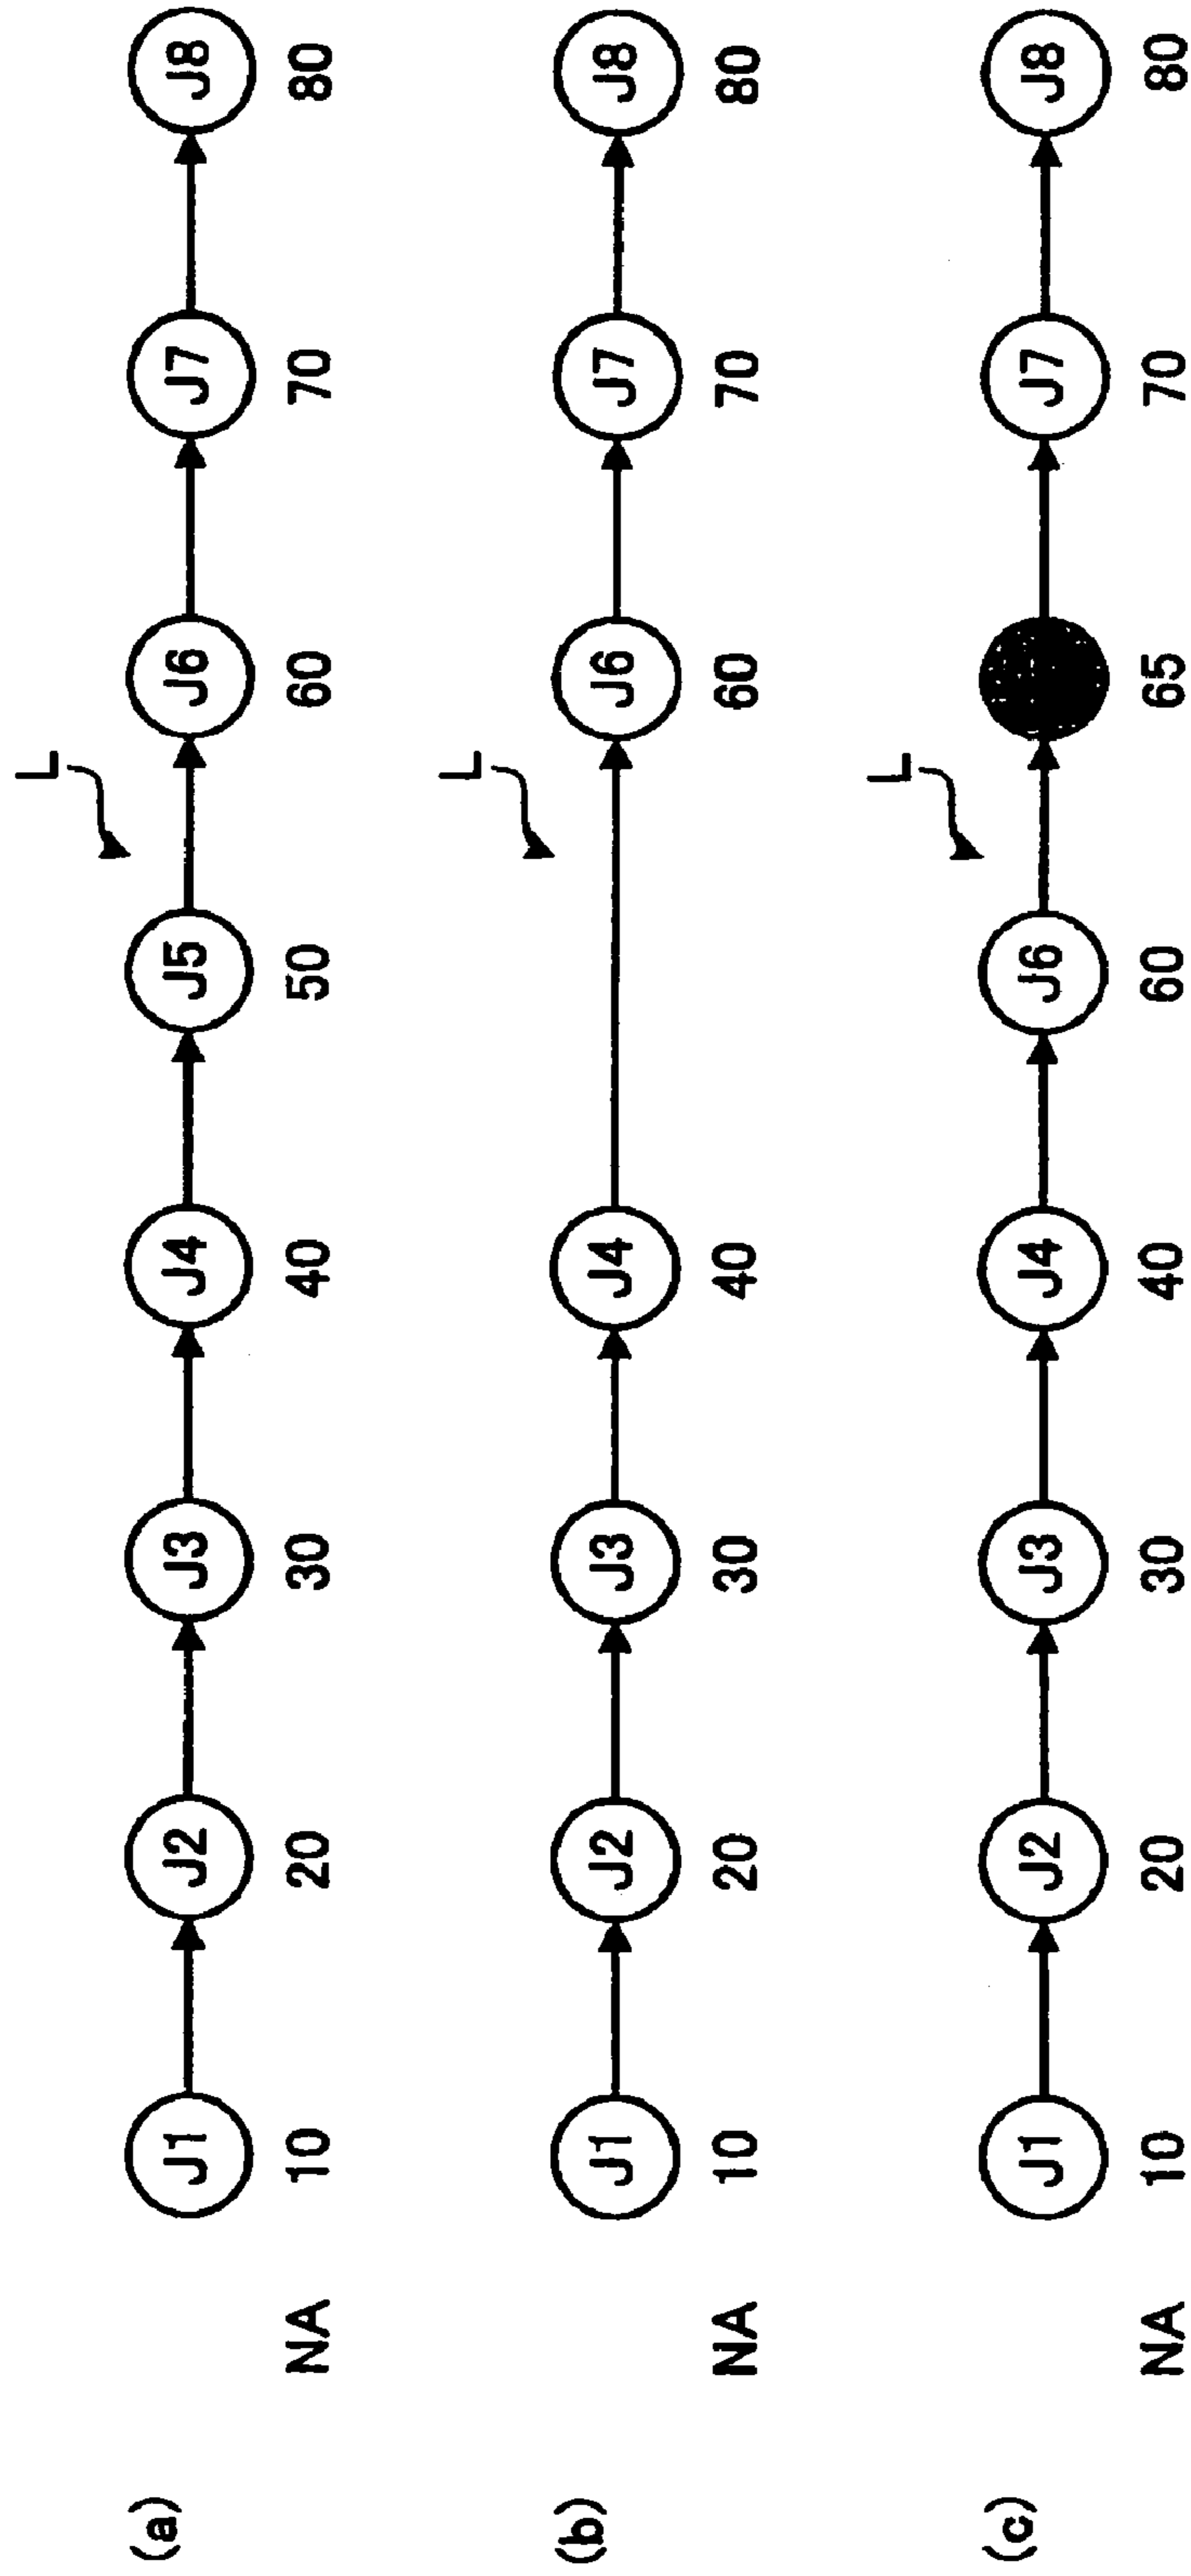 (a)
L
J1 J2 J3 J4 J5 J6 J7 J8
NA 10 20 30 40 50 60 70 80
(b)
L
J1 J2 J3 J4 J6 J7 J8
NA 10 20 30 40 60 70 80
(c)
L
J1 J2 J3 J4 J6 J7 J8
NA 10 20 30 40 60 65 70 80